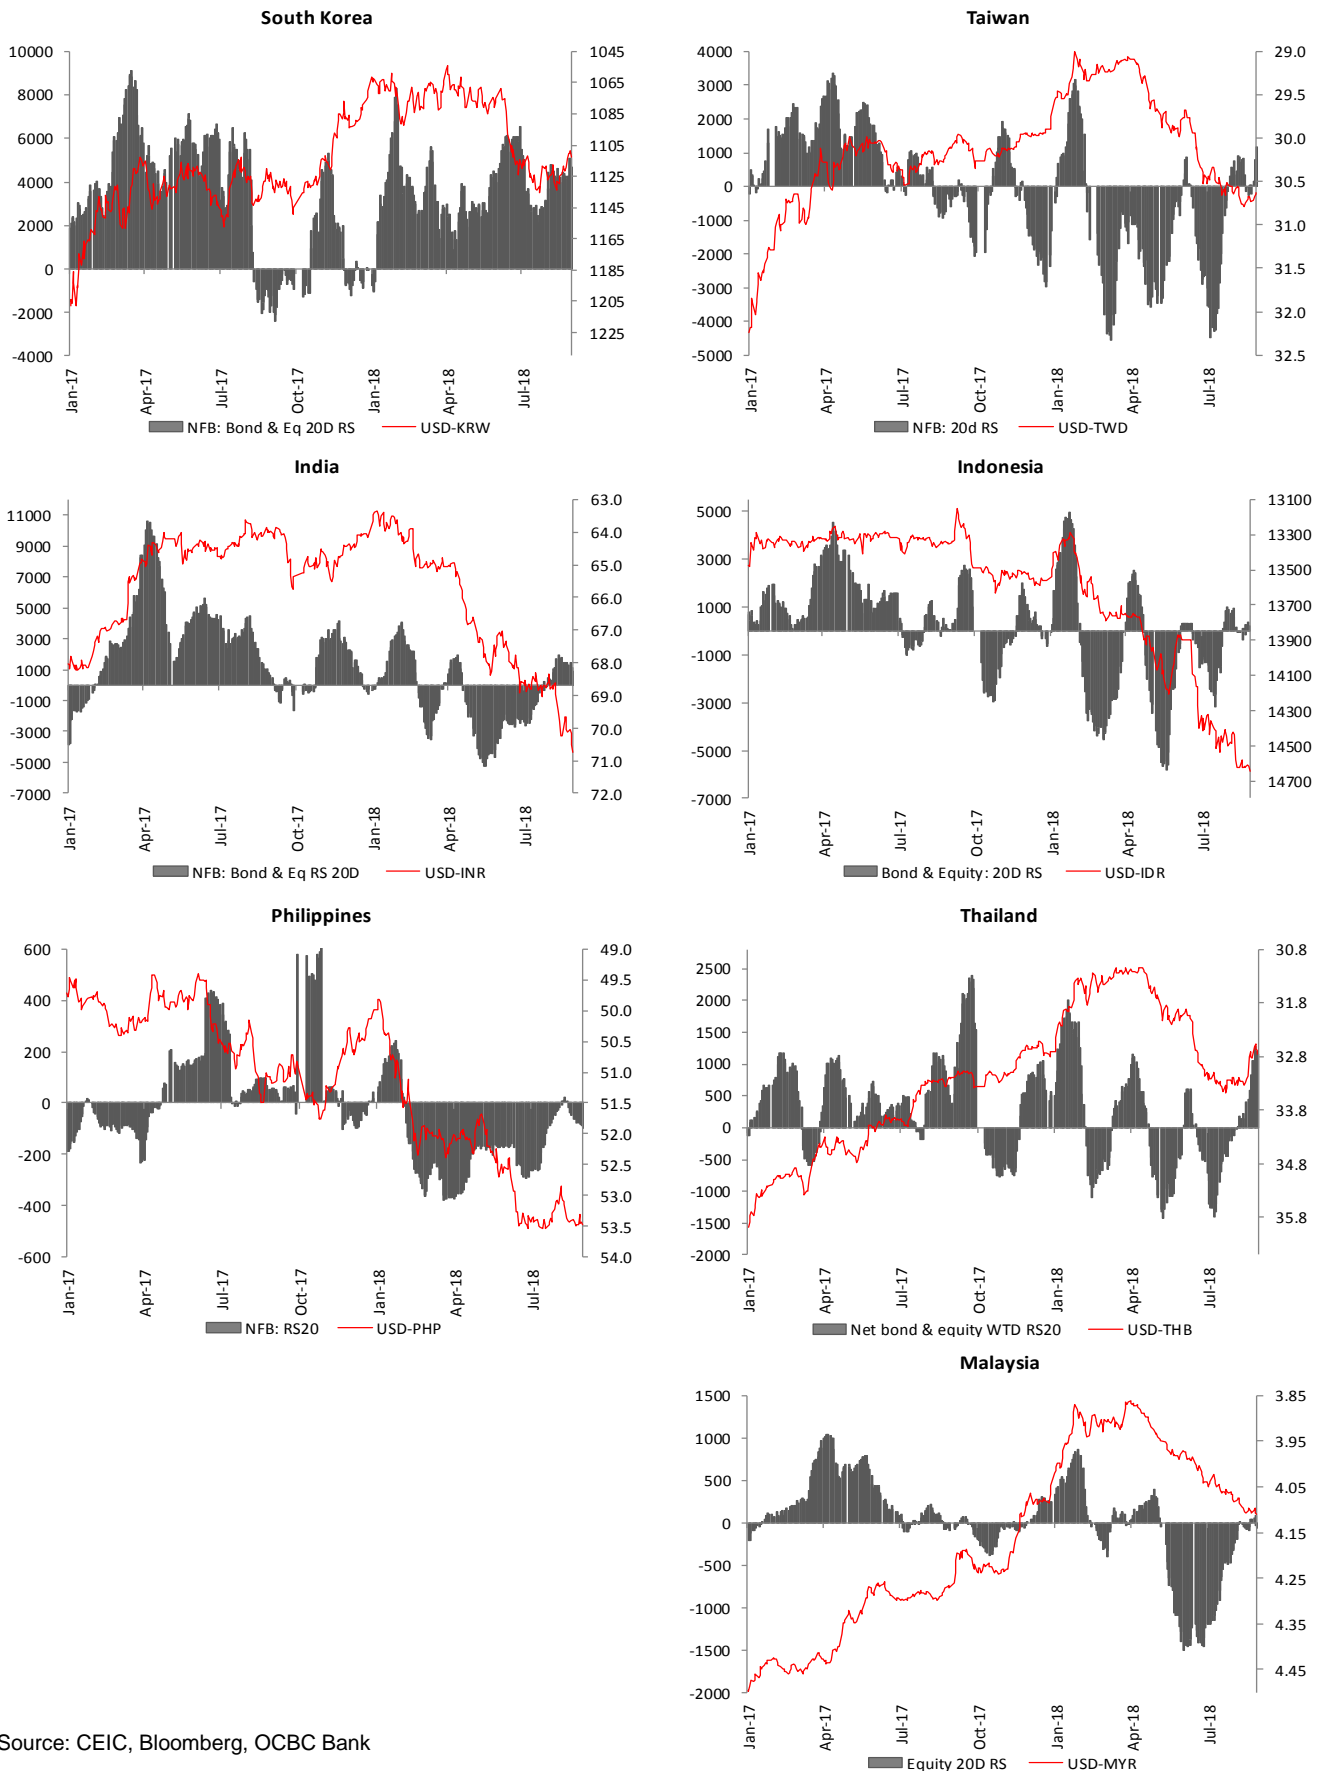 South Korea
10000
8000
6000
4000
2000
0
-2000
-4000
1045
1065
1085
1105
1125
1145
1165
1185
1205
1225
Jan-17
Apr-17
Jul-17
Oct-17
Jan-18
Apr-18
Jul-18
NFB: Bond & Eq 20D RS
USD-KRW
Taiwan
4000
3000
2000
1000
0
-1000
-2000
-3000
-4000
-5000
29.0
29.5
30.0
30.5
31.0
31.5
32.0
32.5
Jan-17
Apr-17
Jul-17
Oct-17
Jan-18
Apr-18
Jul-18
NFB: 20d RS
USD-TWD
India
11000
9000
7000
5000
3000
1000
-1000
-3000
-5000
-7000
63.0
64.0
65.0
66.0
67.0
68.0
69.0
70.0
71.0
72.0
Jan-17
Apr-17
Jul-17
Oct-17
Jan-18
Apr-18
Jul-18
NFB: Bond & Eq RS 20D
USD-INR
Indonesia
5000
3000
1000
-1000
-3000
-5000
-7000
13100
13300
13500
13700
13900
14100
14300
14500
14700
Jan-17
Apr-17
Jul-17
Oct-17
Jan-18
Apr-18
Jul-18
Bond & Equity: 20D RS
USD-IDR
Philippines
600
400
200
0
-200
-400
-600
49.0
49.5
50.0
50.5
51.0
51.5
52.0
52.5
53.0
53.5
54.0
Jan-17
Apr-17
Jul-17
Oct-17
Jan-18
Apr-18
Jul-18
NFB: RS20
USD-PHP
Thailand
2500
2000
1500
1000
500
0
-500
-1000
-1500
-2000
30.8
31.8
32.8
33.8
34.8
35.8
Jan-17
Apr-17
Jul-17
Oct-17
Jan-18
Apr-18
Jul-18
Net bond & equity WTD RS20
USD-THB
Malaysia
1500
1000
500
0
-500
-1000
-1500
-2000
3.85
3.95
4.05
4.15
4.25
4.35
4.45
Jan-17
Apr-17
Jul-17
Oct-17
Jan-18
Apr-18
Jul-18
Equity 20D RS
USD-MYR
Source: CEIC, Bloomberg, OCBC Bank